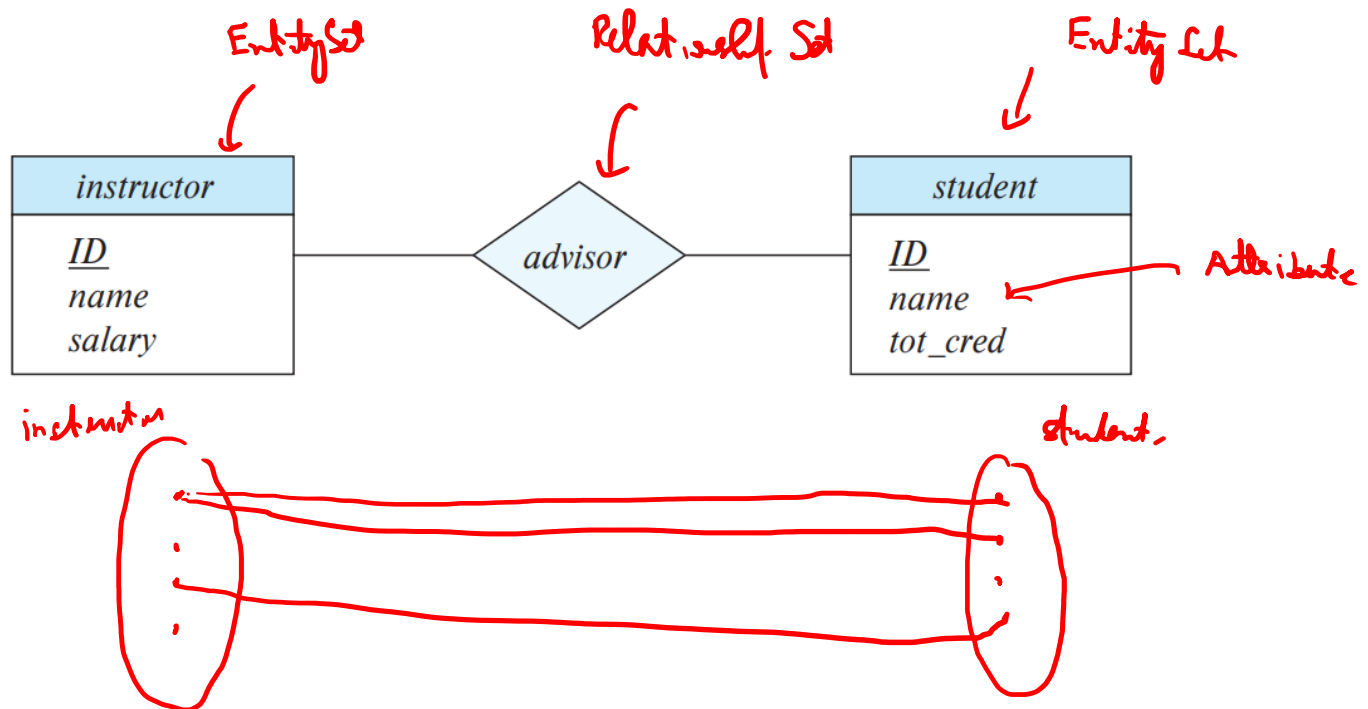 Entity Set
Relationship Set
Entity Set
instructor
ID
name
salary
advisor
student
ID
name
tot_cred
Attribute
instructor
student